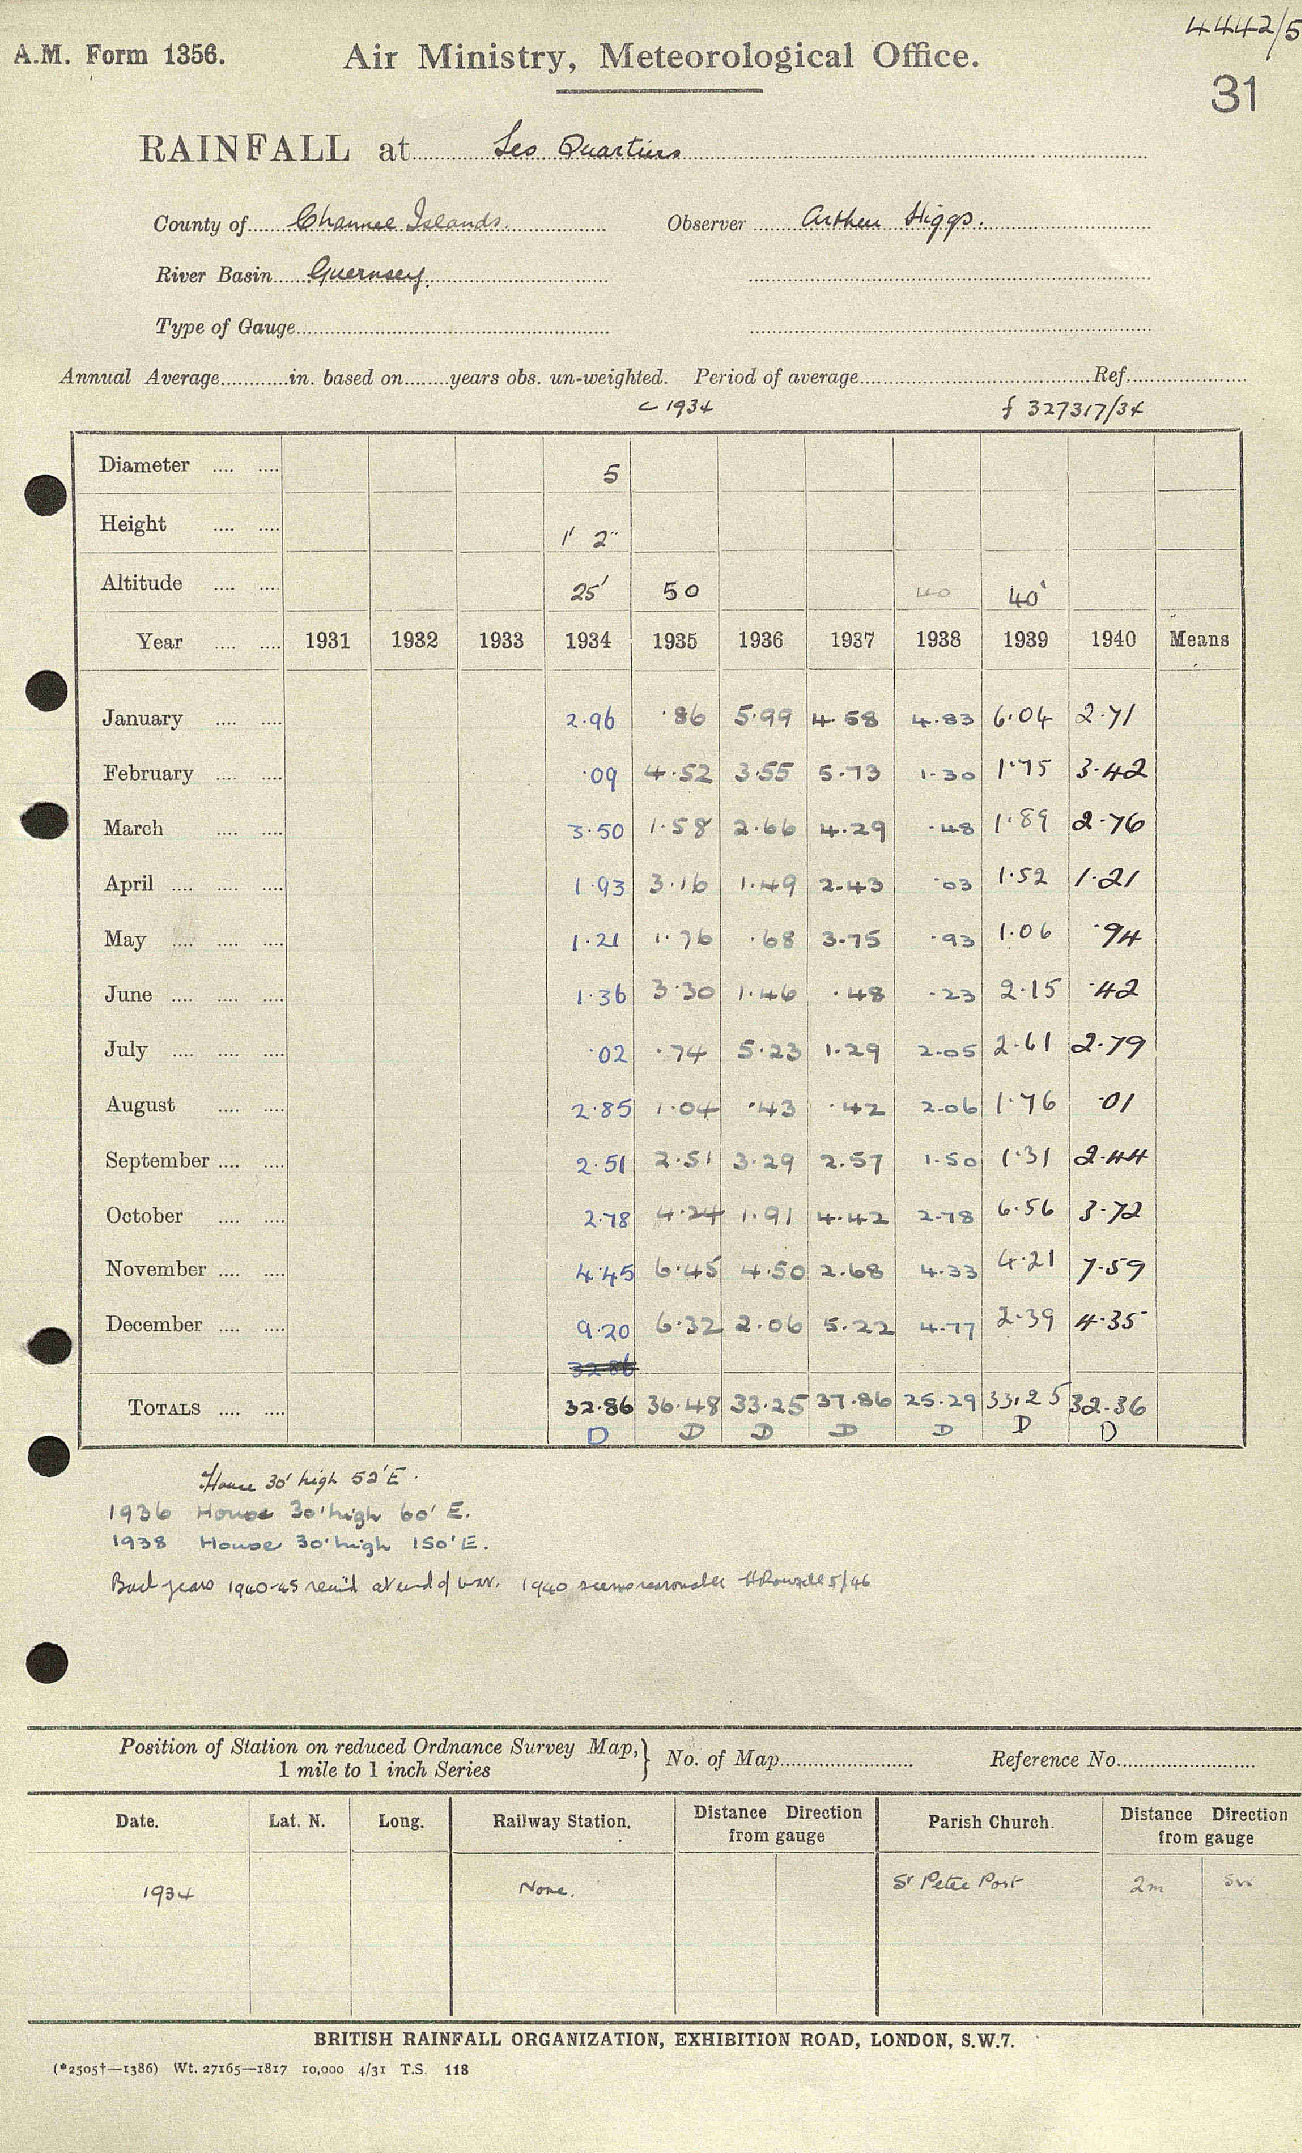 4442/5
A.M. Form 1356. Air Ministry, Meteorological Office.
31
RAINFALL at Les Quartiers
County of Channel Islands. Observer Arthur Higgs.
River Basin Guernsey.
Type of Gauge
Annual Average in. based on years obs. un-weighted. Period of average Ref.
c 1934 f 327317/34
Diameter 5
Height 1' 2"
Altitude 25' 50 40 40'
Year 1931 1932 1933 1934 1935 1936 1937 1938 1939 1940 Means
January 2.96 .86 5.99 4.58 4.83 6.04 2.71
February .09 4.52 3.55 5.73 1.30 1.75 3.42
March 3.50 1.58 2.66 4.29 .48 1.89 2.76
April 1.93 3.16 1.49 2.43 .03 1.52 1.21
May 1.21 1.76 .68 3.75 .93 1.06 .94
June 1.36 3.30 1.46 .48 .23 2.15 .42
July .02 .74 5.23 1.29 2.05 2.61 2.79
August 2.85 1.04 .43 .42 2.06 1.76 .01
September 2.51 2.51 3.29 2.57 1.50 1.31 2.44
October 2.78 4.24 1.91 4.42 2.78 6.56 3.72
November 4.45 6.45 4.50 2.68 4.33 4.21 7.59
December 9.20 6.32 2.06 5.22 4.77 2.39 4.35
32.86
TOTALS 32.86 36.48 33.25 37.86 25.29 33.25 32.36
D D D D D D D
House 30' high 52' E.
1936 House 30' high 60' E.
1938 House 30' high 150' E.
Back years 1940-45 rec'd at end of war. 1940 seems reasonable 5/46
Position of Station on reduced Ordnance Survey Map, } No. of Map Reference No.
1 mile to 1 inch Series
Date. Lat. N. Long. Railway Station. Distance Direction from gauge Parish Church. Distance Direction from gauge
1934 None. St Peter Port 2m SW
BRITISH RAINFALL ORGANIZATION, EXHIBITION ROAD, LONDON, S.W.7.
(*2505†—1386) Wt. 27165—1817 10,000 4/31 T.S. 118